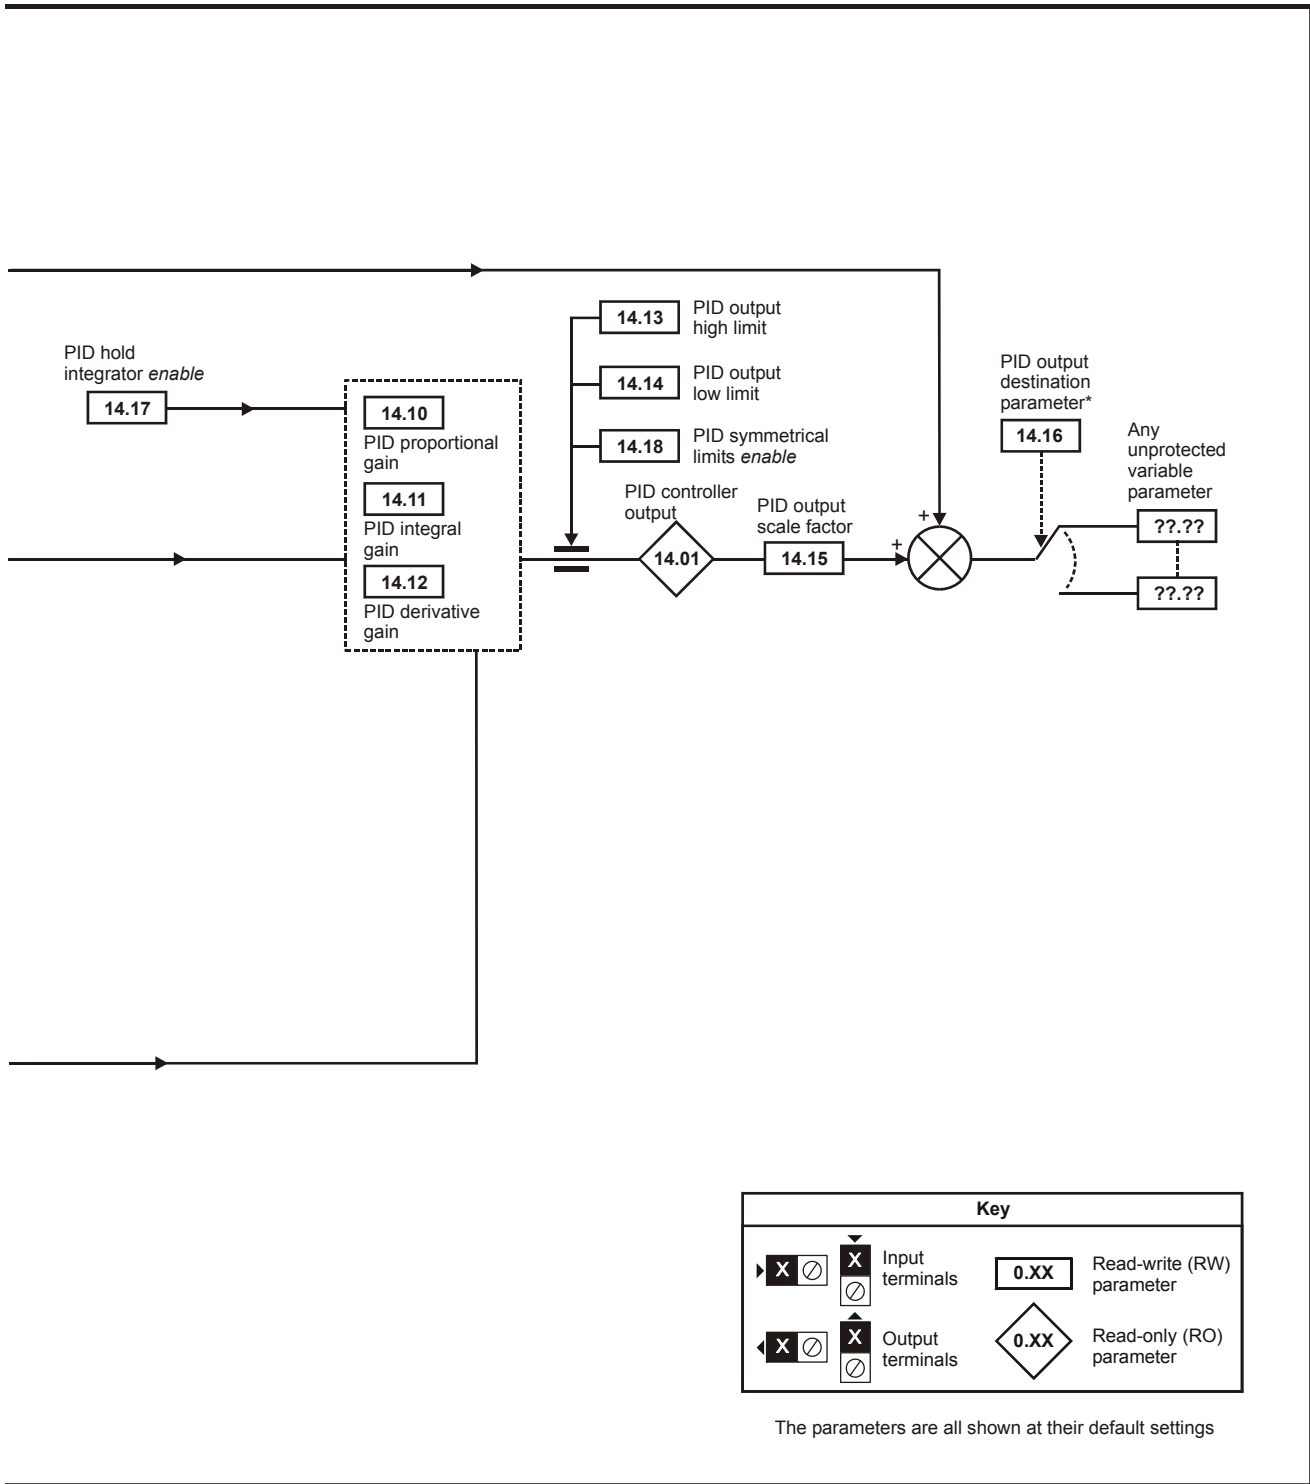 PID hold
integrator enable
14.17
14.10
PID proportional
gain
14.11
PID integral
gain
14.12
PID derivative
gain
14.13
PID output
high limit
14.14
PID output
low limit
14.18
PID symmetrical
limits enable
PID controller
output
14.01
PID output
scale factor
14.15
+
+
PID output
destination
parameter*
14.16
Any
unprotected
variable
parameter
??.??
??.??
Key
X
X
Input
terminals
0.XX
Read-write (RW)
parameter
X
X
Output
terminals
0.XX
Read-only (RO)
parameter
The parameters are all shown at their default settings